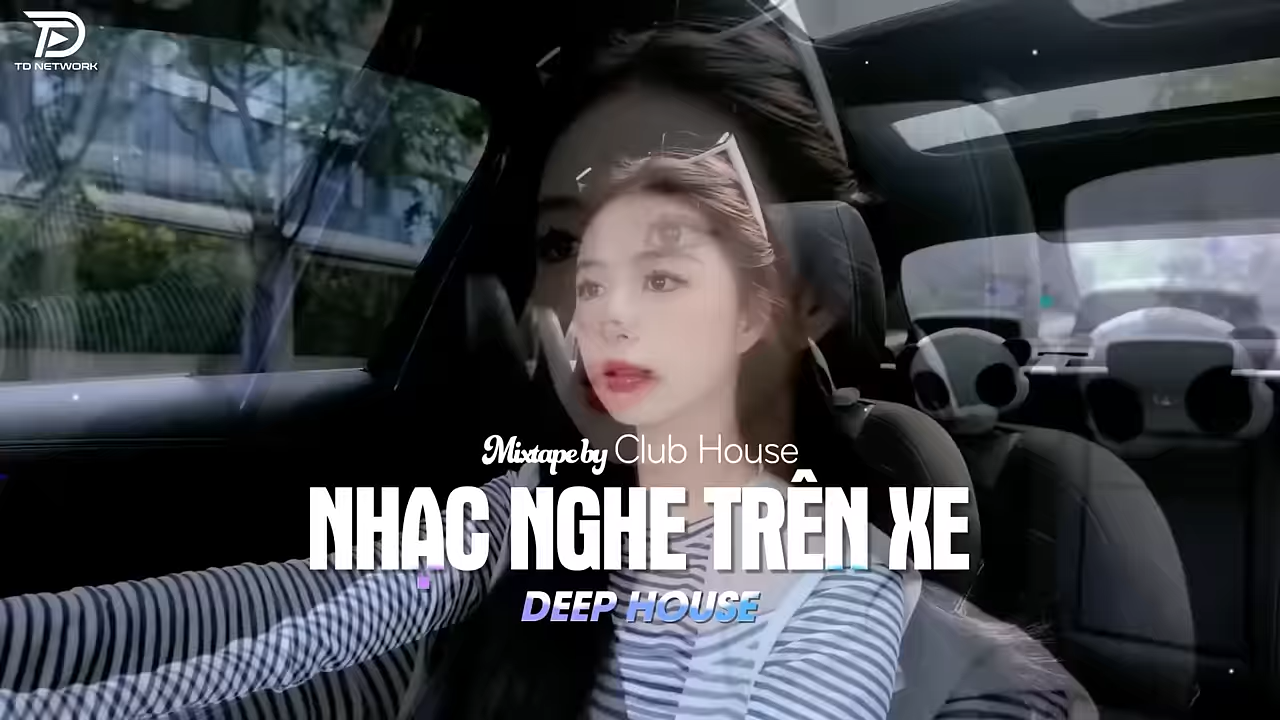 TD NETWORK
Mixtape by Club House
NHẠC NGHE TRÊN XE
DEEP HOUSE